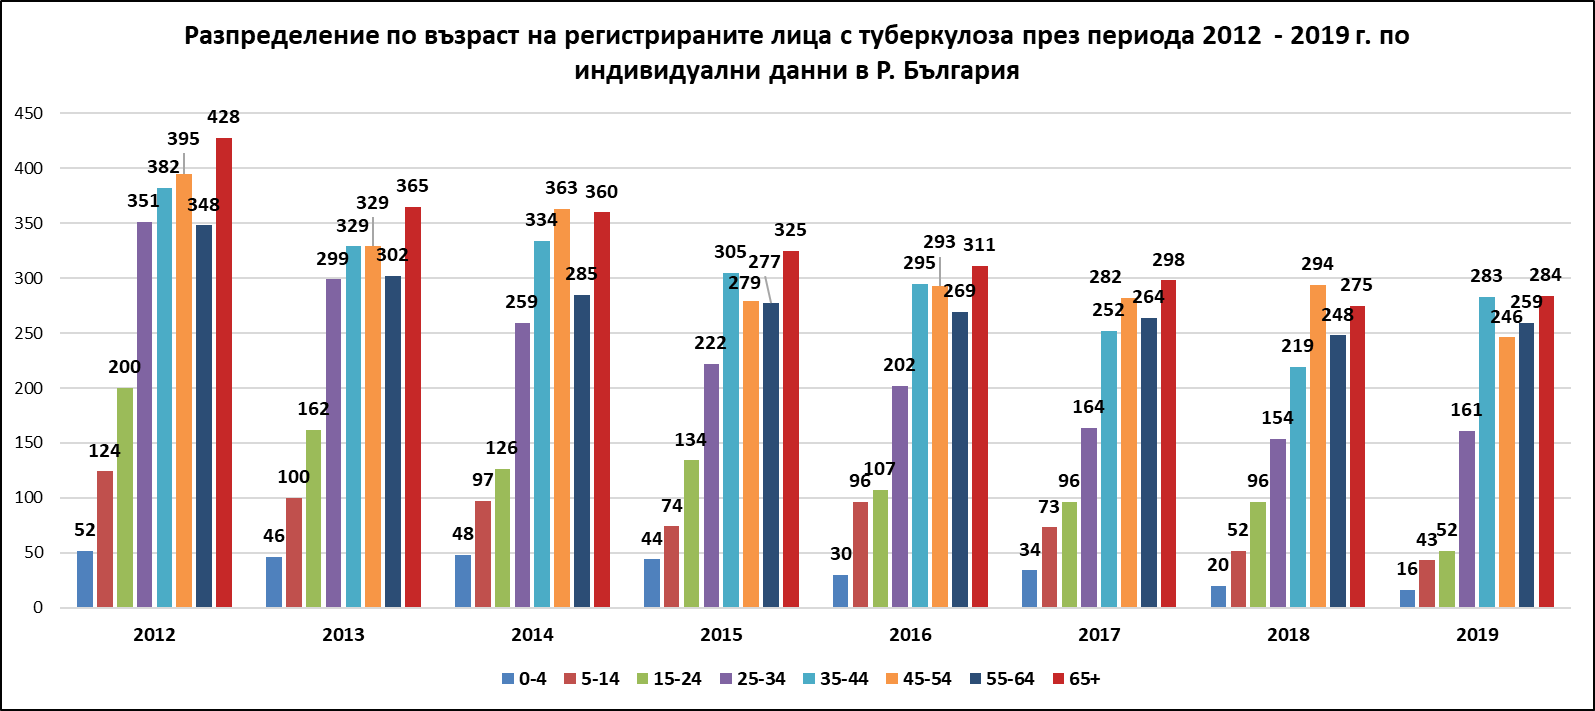 Разпределение по възраст на регистрираните лица с туберкулоза през периода 2012  - 2019 г. по
индивидуални данни в Р. България
450
400
350
300
250
200
150
100
50
0
52 124 200 351 382 395 348 428
46 100 162 299 329 329 302 365
48 97 126 259 334 363 285 360
44 74 134 222 305 279 277 325
30 96 107 202 295 293 269 311
34 73 96 164 252 282 264 298
20 52 96 154 219 294 248 275
16 43 52 161 283 246 259 284
2012 2013 2014 2015 2016 2017 2018 2019
0-4 5-14 15-24 25-34 35-44 45-54 55-64 65+